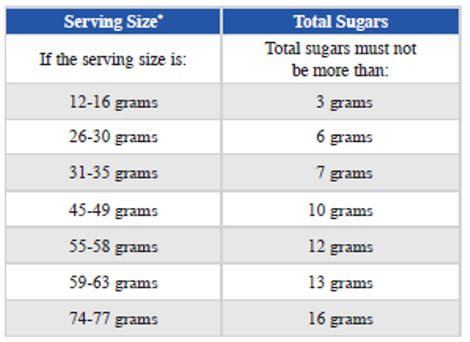 Serving Size* Total Sugars
If the serving size is: Total sugars must not
be more than:
12-16 grams 3 grams
26-30 grams 6 grams
31-35 grams 7 grams
45-49 grams 10 grams
55-58 grams 12 grams
59-63 grams 13 grams
74-77 grams 16 grams